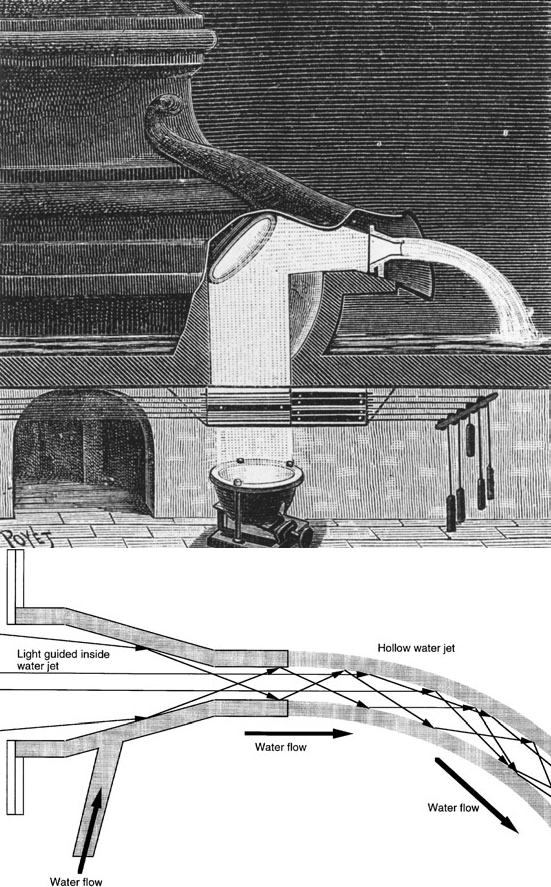 POYET
Light guided inside
water jet
Hollow water jet
Water flow
Water flow
Water flow